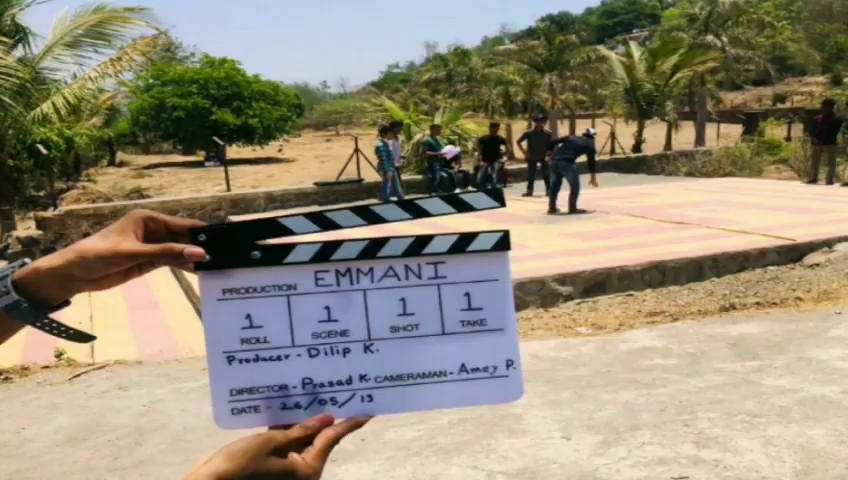 PRODUCTION EMMANI
1 1 1 1
ROLL SCENE SHOT TAKE
Producer - Dilip K.
DIRECTOR - Prasad K. CAMERAMAN - Amey P.
DATE - 26/05/13